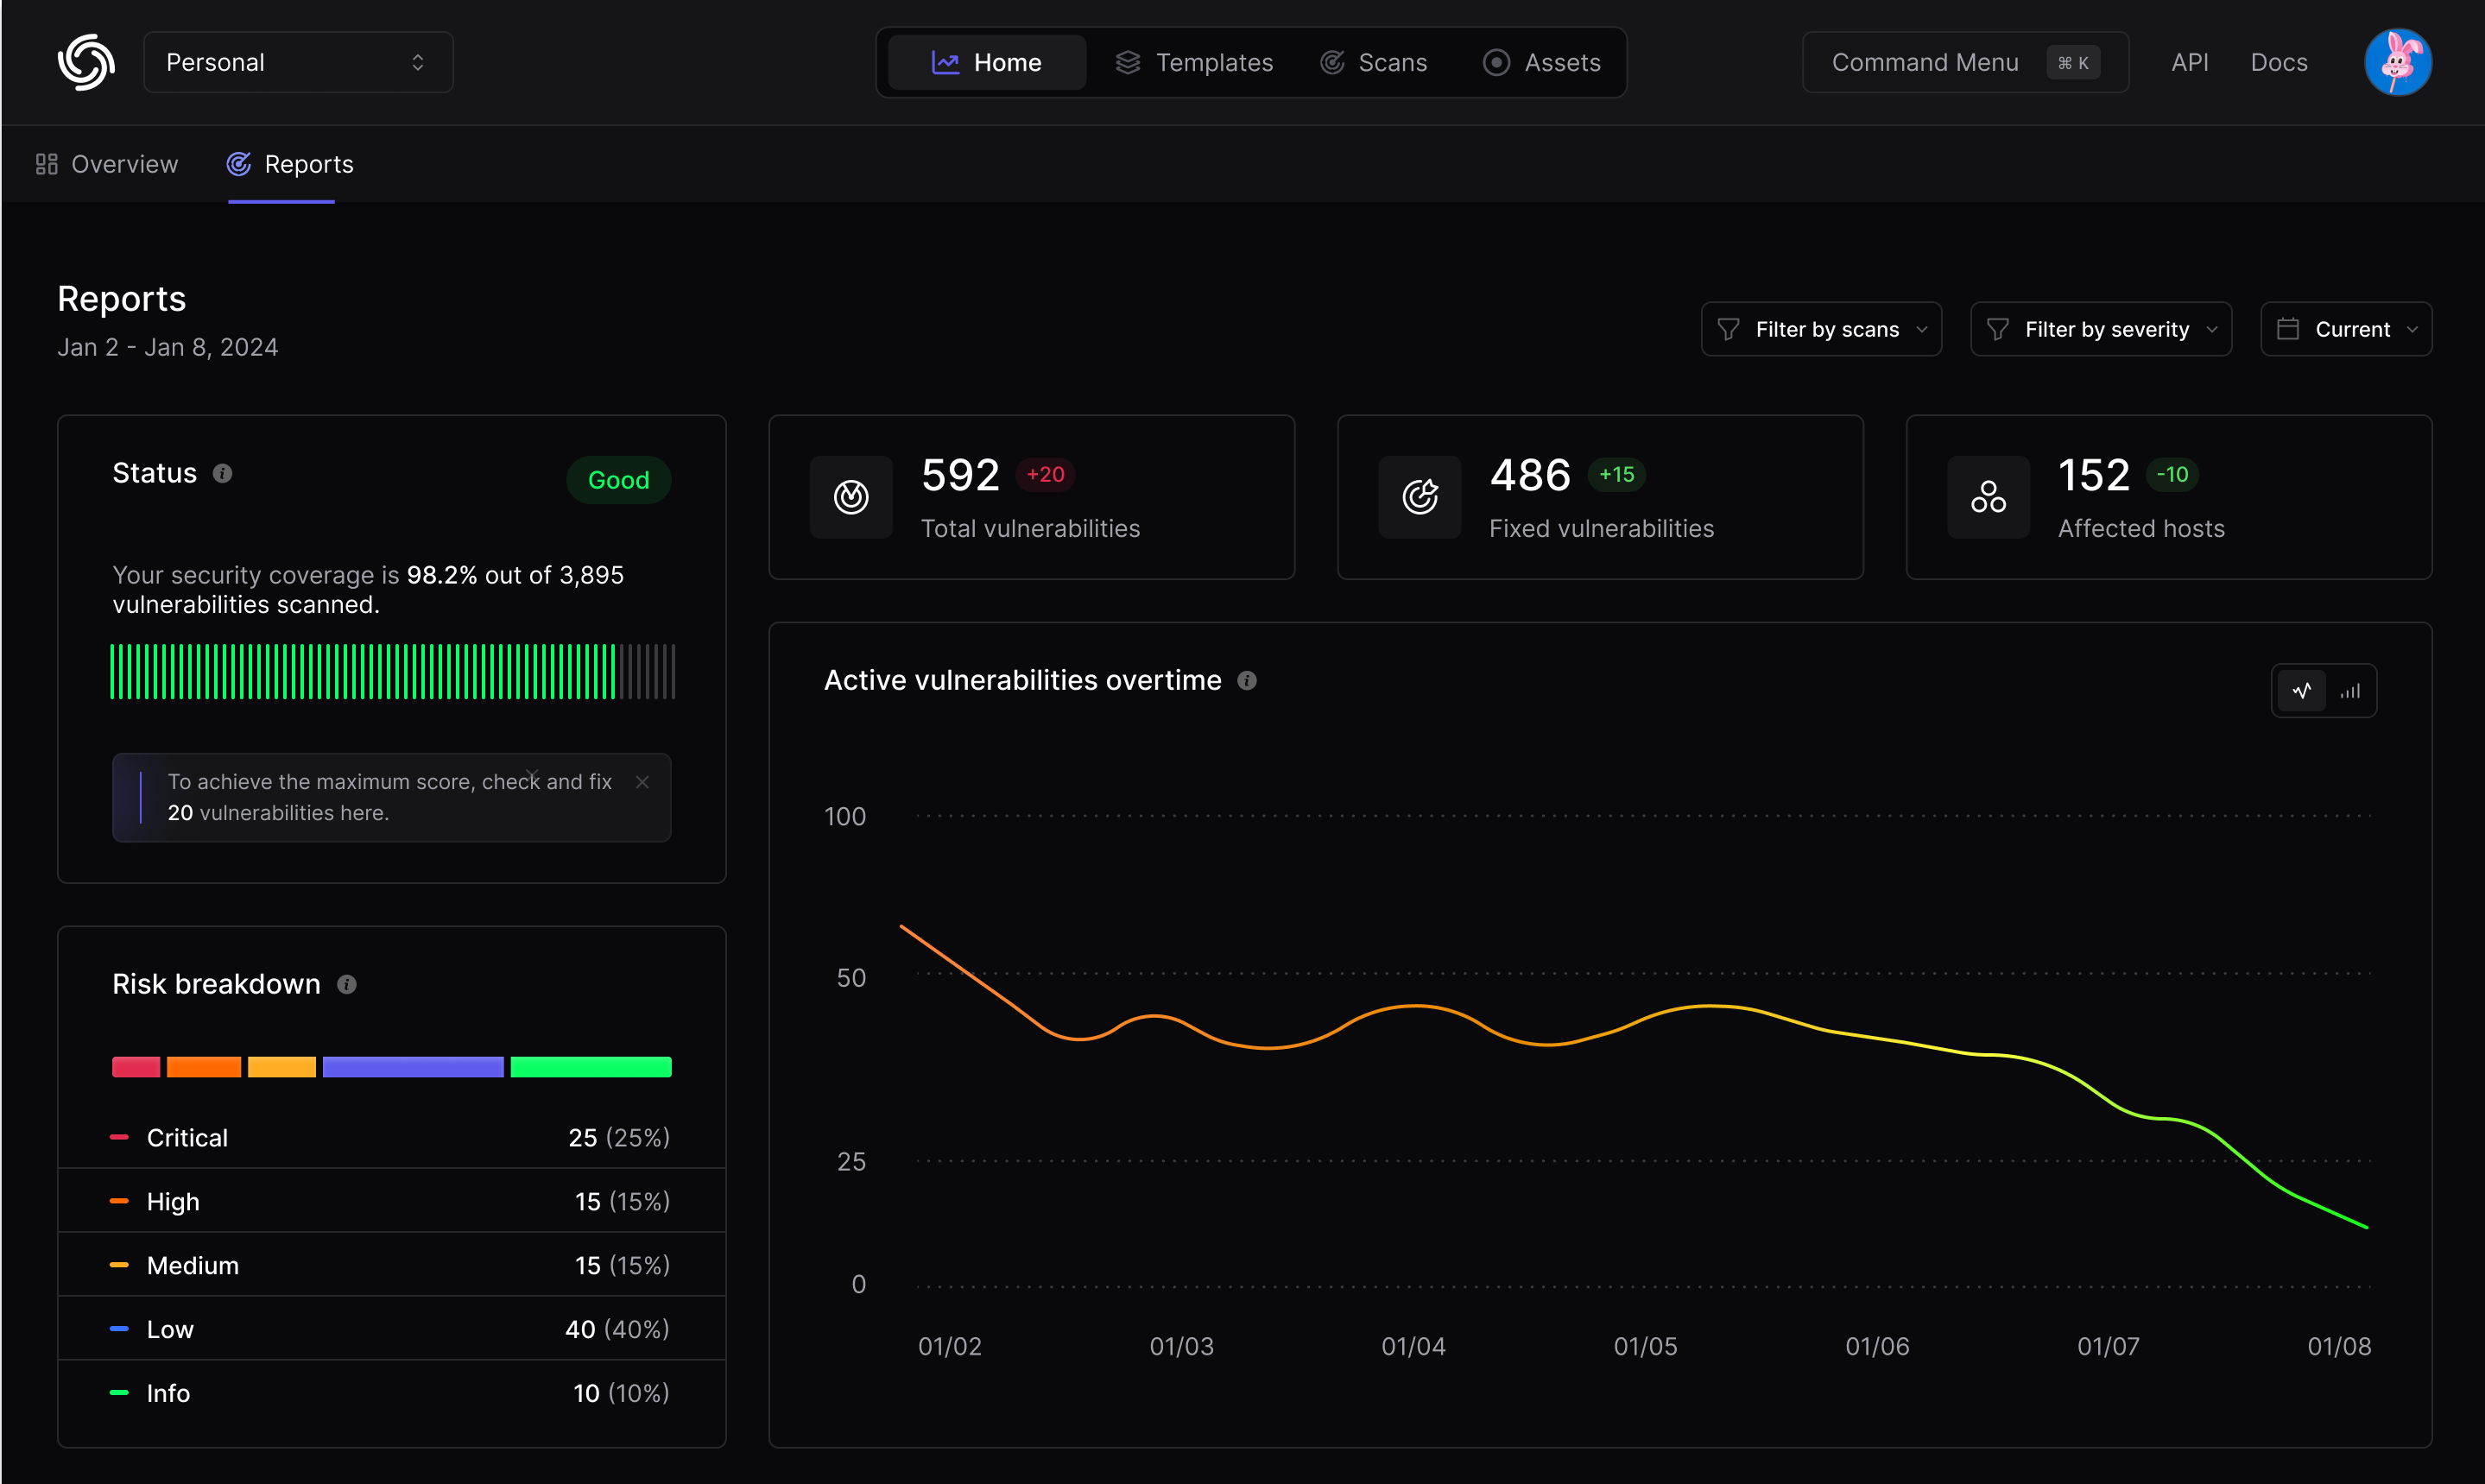 Personal
Home
Templates
Scans
Assets
Command Menu
⌘ K
API
Docs
Overview
Reports
Reports
Jan 2 - Jan 8, 2024
Filter by scans
Filter by severity
Current
Status
Good
Your security coverage is 98.2% out of 3,895
vulnerabilities scanned.
To achieve the maximum score, check and fix
20 vulnerabilities here.
592 +20
Total vulnerabilities
486 +15
Fixed vulnerabilities
152 -10
Affected hosts
Risk breakdown
Critical 25 (25%)
High 15 (15%)
Medium 15 (15%)
Low 40 (40%)
Info 10 (10%)
Active vulnerabilities overtime
100
50
25
0
01/02 01/03 01/04 01/05 01/06 01/07 01/08